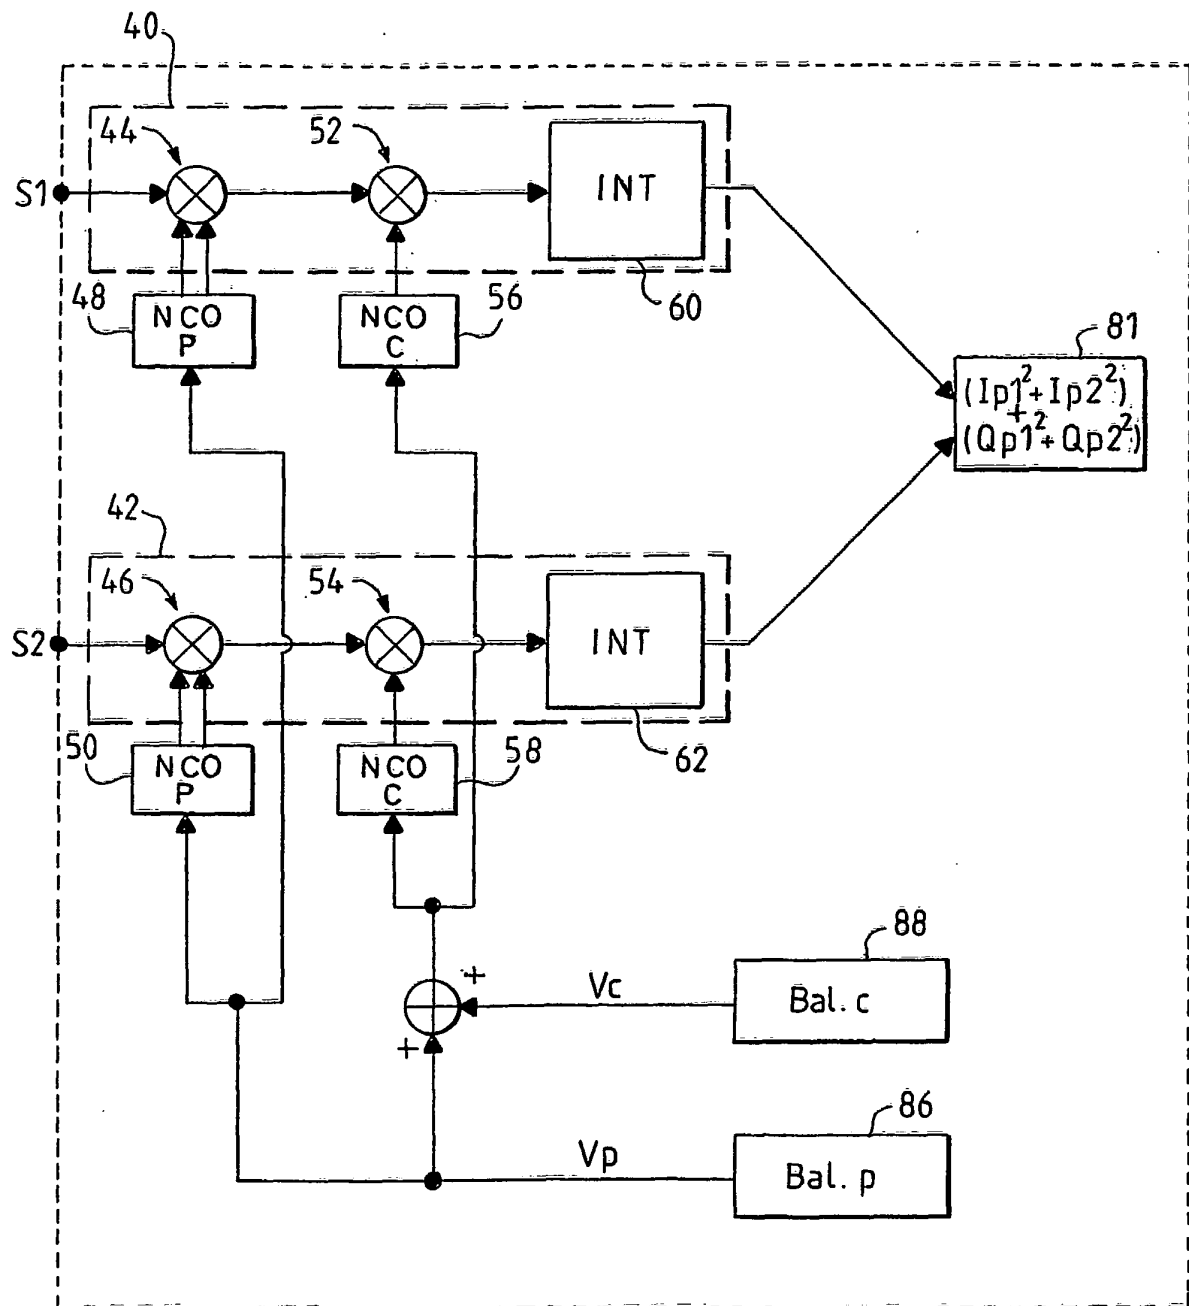 40
44
52
S1
INT
48
NCO
P
NCO
C
56
60
81
(Ip1²+Ip2²)
+
(Qp1²+Qp2²)
42
46
54
S2
INT
50
NCO
P
NCO
C
58
62
88
+
Vc
Bal. c
+
86
Vp
Bal. p